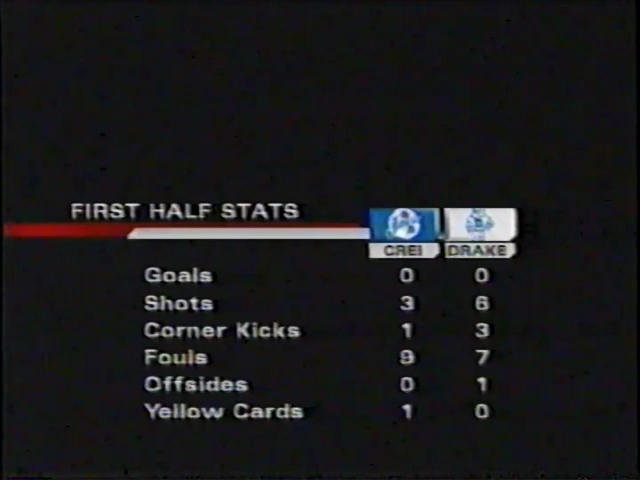 FIRST HALF STATS
CREI DRAKE
Goals 0 0
Shots 3 6
Corner Kicks 1 3
Fouls 9 7
Offsides 0 1
Yellow Cards 1 0